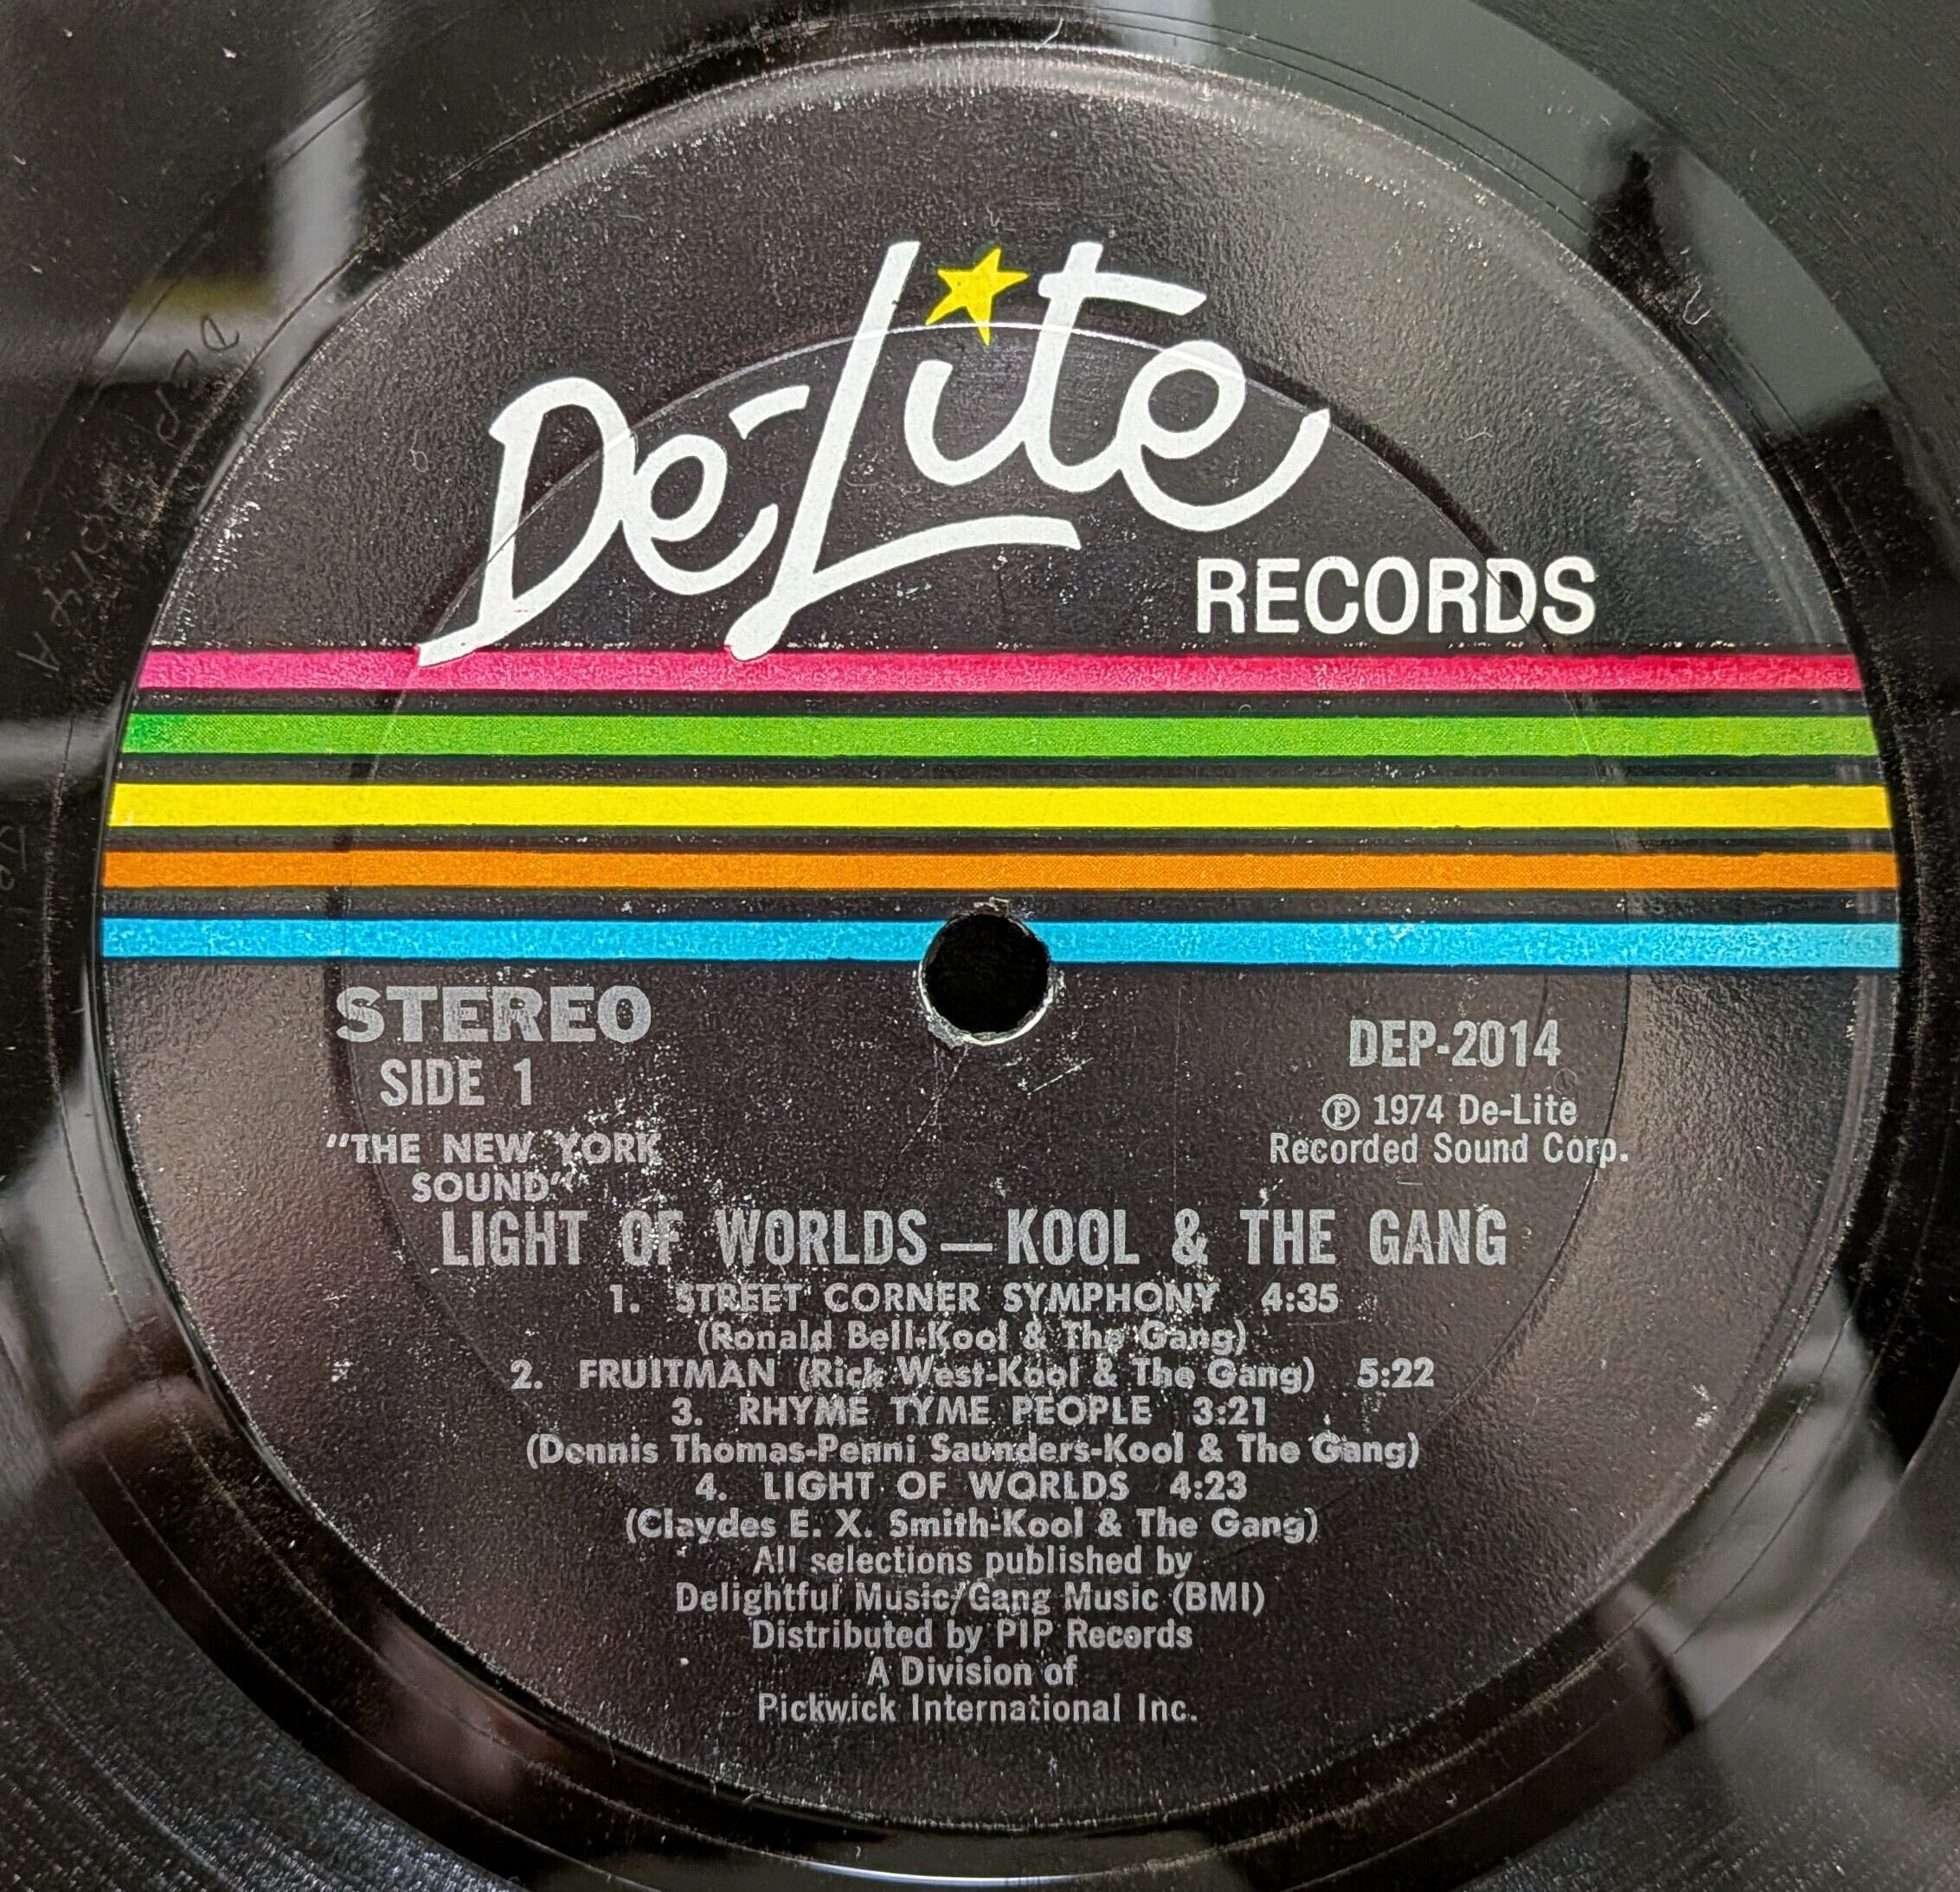 De-Lite
RECORDS
STEREO
SIDE 1
"THE NEW YORK
SOUND"
DEP-2014
℗ 1974 De-Lite
Recorded Sound Corp.
LIGHT OF WORLDS — KOOL & THE GANG
1. STREET CORNER SYMPHONY 4:35
(Ronald Bell-Kool & The Gang)
2. FRUITMAN (Rick West-Kool & The Gang) 5:22
3. RHYME TYME PEOPLE 3:21
(Dennis Thomas-Penni Saunders-Kool & The Gang)
4. LIGHT OF WORLDS 4:23
(Claydes E. X. Smith-Kool & The Gang)
All selections published by
Delightful Music/Gang Music (BMI)
Distributed by PIP Records
A Division of
Pickwick International Inc.